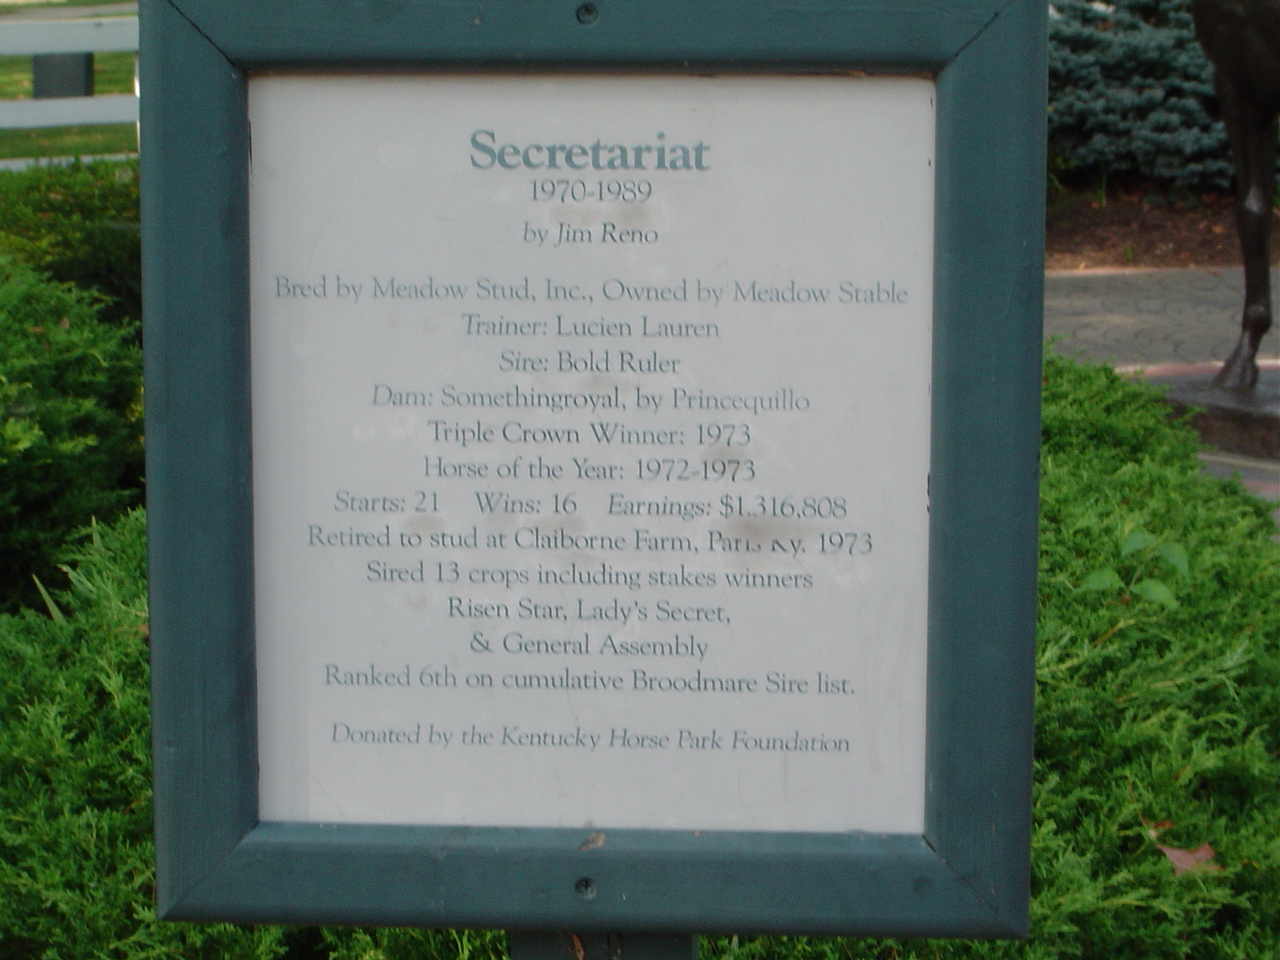 Secretariat
1970-1989
by Jim Reno
Bred by Meadow Stud, Inc., Owned by Meadow Stable
Trainer: Lucien Lauren
Sire: Bold Ruler
Dam: Somethingroyal, by Princequillo
Triple Crown Winner: 1973
Horse of the Year: 1972-1973
Starts: 21 Wins: 16 Earnings: $1,316,808
Retired to stud at Claiborne Farm, Paris Ky. 1973
Sired 13 crops including stakes winners
Risen Star, Lady's Secret,
& General Assembly
Ranked 6th on cumulative Broodmare Sire list.
Donated by the Kentucky Horse Park Foundation